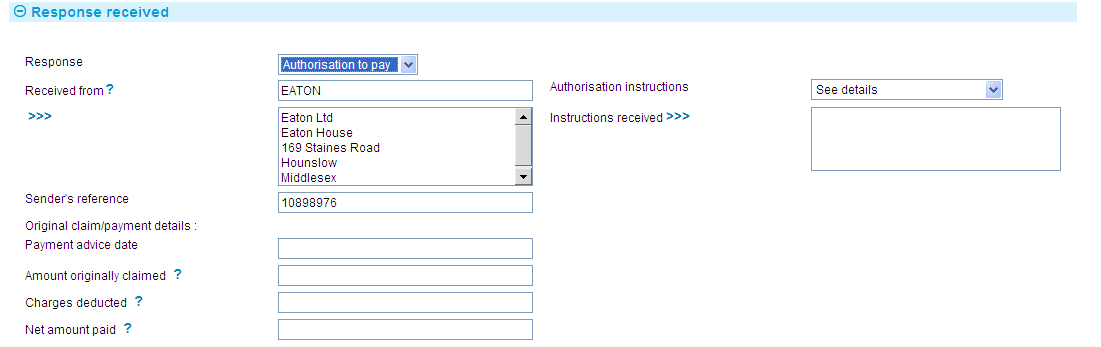 Response received
Response Authorisation to pay
Received from ? EATON Authorisation instructions See details
>>> Eaton Ltd Instructions received >>>
Eaton House
169 Staines Road
Hounslow
Middlesex
Sender's reference 10898976
Original claim/payment details :
Payment advice date
Amount originally claimed ?
Charges deducted ?
Net amount paid ?